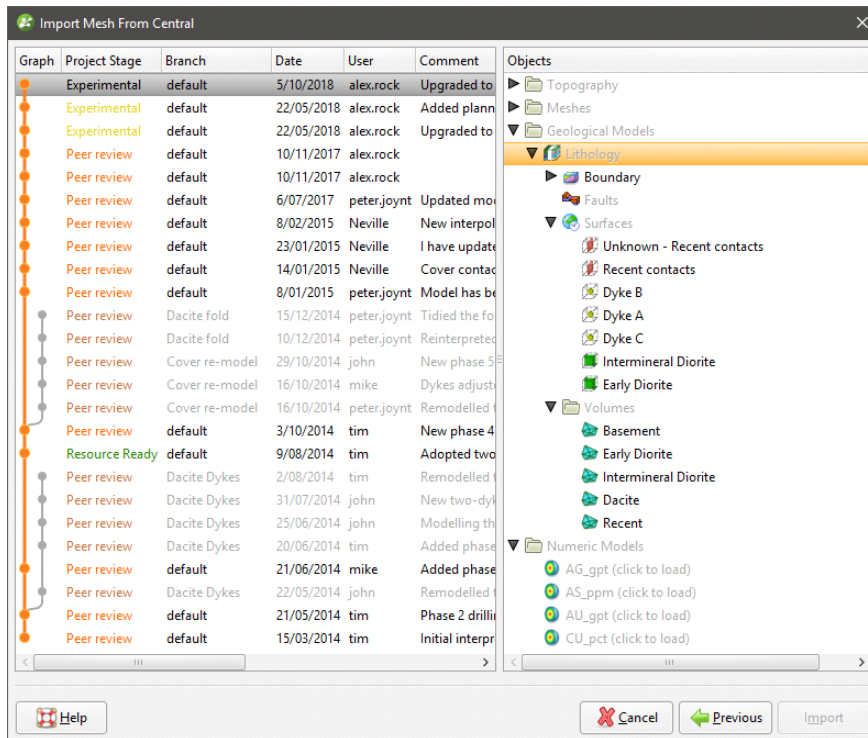 Import Mesh From Central
Graph Project Stage Branch Date User Comment
Experimental default 5/10/2018 alex.rock Upgraded to
Experimental default 22/05/2018 alex.rock Added plann
Experimental default 22/05/2018 alex.rock Upgraded to
Peer review default 10/11/2017 alex.rock
Peer review default 10/11/2017 alex.rock
Peer review default 6/07/2017 peter.joynt Updated mo
Peer review default 8/02/2015 Neville New interpol
Peer review default 23/01/2015 Neville I have update
Peer review default 14/01/2015 Neville Cover contac
Peer review default 8/01/2015 peter.joynt Model has be
Peer review Dacite fold 15/12/2014 peter.joynt Tidied the fo
Peer review Dacite fold 10/12/2014 peter.joynt Reinterpreted
Peer review Cover re-model 29/10/2014 john New phase 5
Peer review Cover re-model 16/10/2014 mike Dykes adjust
Peer review Cover re-model 16/10/2014 peter.joynt Remodelled t
Peer review default 3/10/2014 tim New phase 4
Resource Ready default 9/08/2014 tim Adopted two
Peer review Dacite Dykes 2/08/2014 tim Remodelled t
Peer review Dacite Dykes 31/07/2014 john New two-dyk
Peer review Dacite Dykes 25/06/2014 john Modelling th
Peer review Dacite Dykes 20/06/2014 tim Added phase
Peer review default 21/06/2014 mike Added phase
Peer review Dacite Dykes 22/05/2014 john Remodelled t
Peer review default 21/05/2014 tim Phase 2 drilli
Peer review default 15/03/2014 tim Initial interpr
Objects
Topography
Meshes
Geological Models
Lithology
Boundary
Faults
Surfaces
Unknown - Recent contacts
Recent contacts
Dyke B
Dyke A
Dyke C
Intermineral Diorite
Early Diorite
Volumes
Basement
Early Diorite
Intermineral Diorite
Dacite
Recent
Numeric Models
AG_gpt (click to load)
AS_ppm (click to load)
AU_gpt (click to load)
CU_pct (click to load)
Help Cancel Previous Import